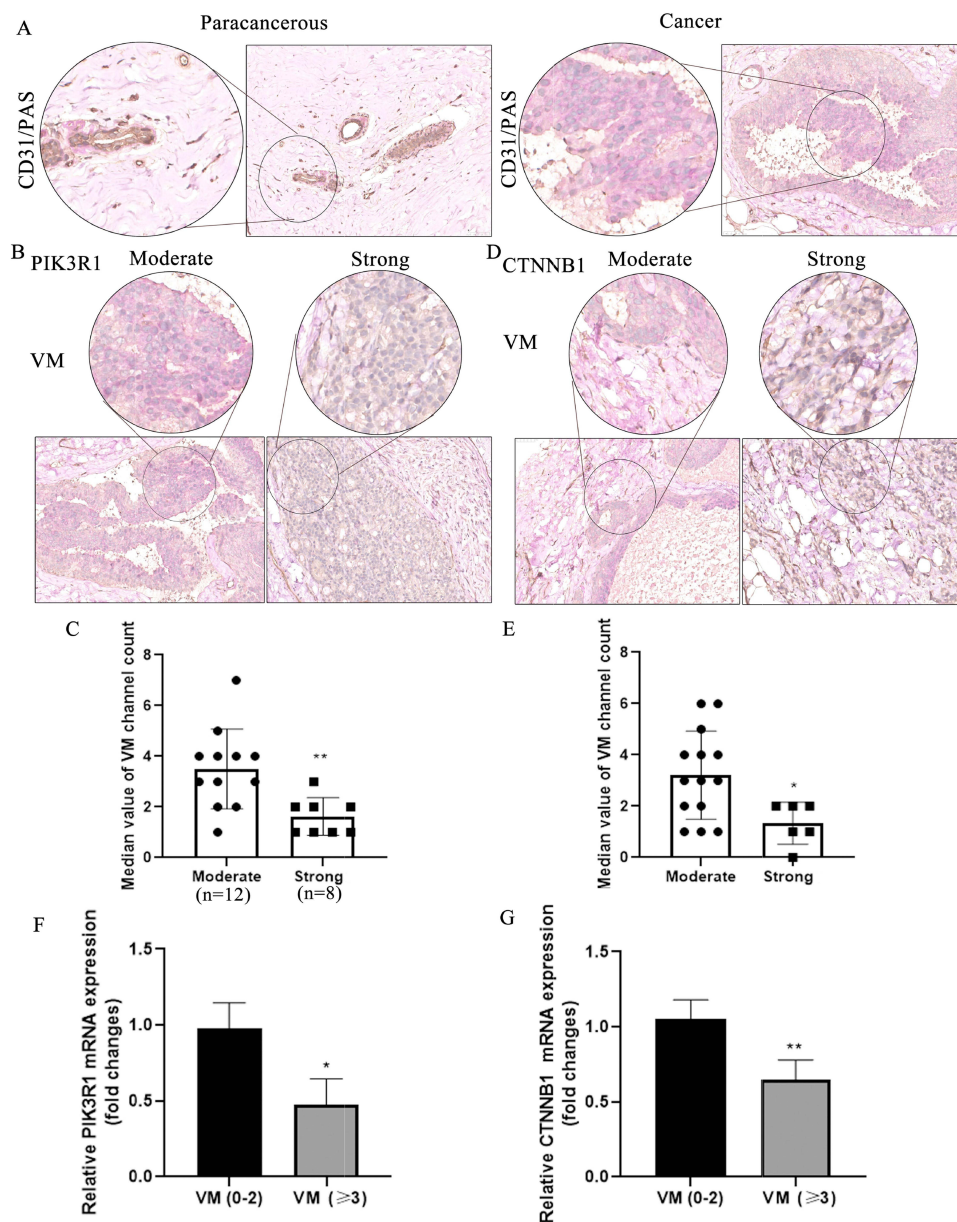 A
Paracancerous
Cancer
CD31/PAS
CD31/PAS
B
PIK3R1
Moderate
Strong
VM
D
CTNNB1
Moderate
Strong
VM
C
Median value of VM channel count
8
6
4
2
0
**
Moderate
(n=12)
Strong
(n=8)
E
Median value of VM channel count
8
6
4
2
0
*
Moderate
Strong
F
Relative PIK3R1 mRNA expression
(fold changes)
1.5
1.0
0.5
0.0
*
VM (0-2)
VM (≥3)
G
Relative CTNNB1 mRNA expression
(fold changes)
1.5
1.0
0.5
0.0
**
VM (0-2)
VM (≥3)